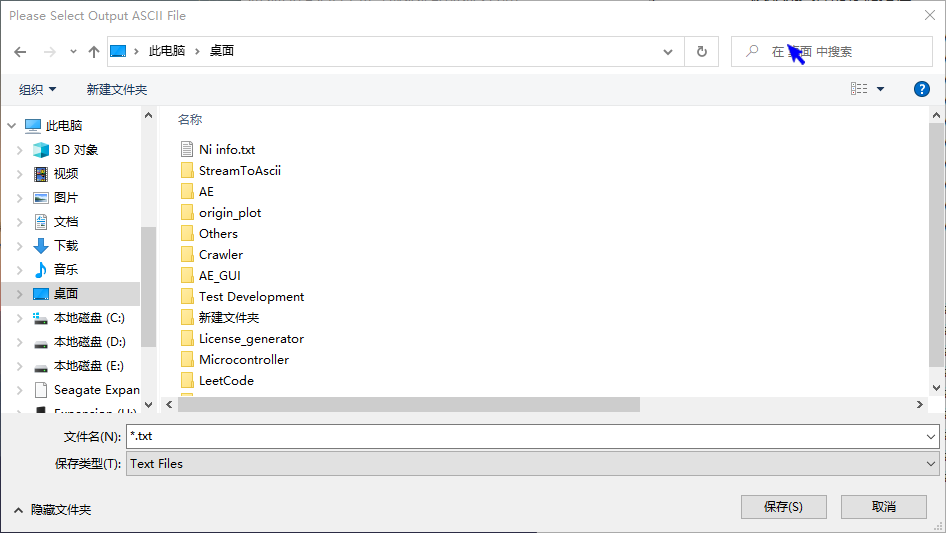 Please Select Output ASCII File
此电脑 桌面
在 桌面 中搜索
组织 新建文件夹
此电脑
3D 对象
视频
图片
文档
下载
音乐
桌面
本地磁盘 (C:)
本地磁盘 (D:)
本地磁盘 (E:)
Seagate Expan
Expansion (H:)
名称
Ni info.txt
StreamToAscii
AE
origin_plot
Others
Crawler
AE_GUI
Test Development
新建文件夹
License_generator
Microcontroller
LeetCode
文件名(N): *.txt
保存类型(T): Text Files
隐藏文件夹
保存(S) 取消